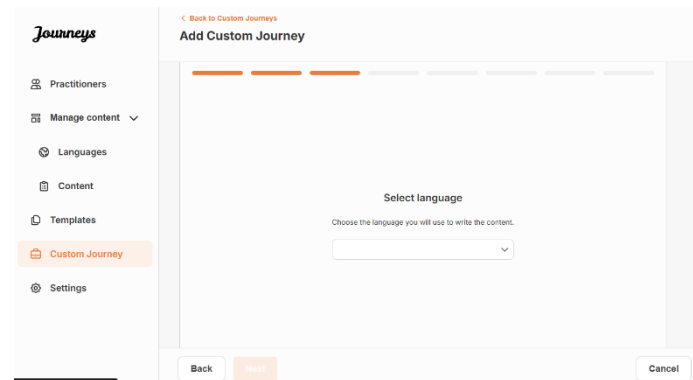 Journeys
Practitioners
Manage content
Languages
Content
Templates
Custom Journey
Settings
< Back to Custom Journeys
Add Custom Journey
Select language
Choose the language you will use to write the content.
Back
Next
Cancel